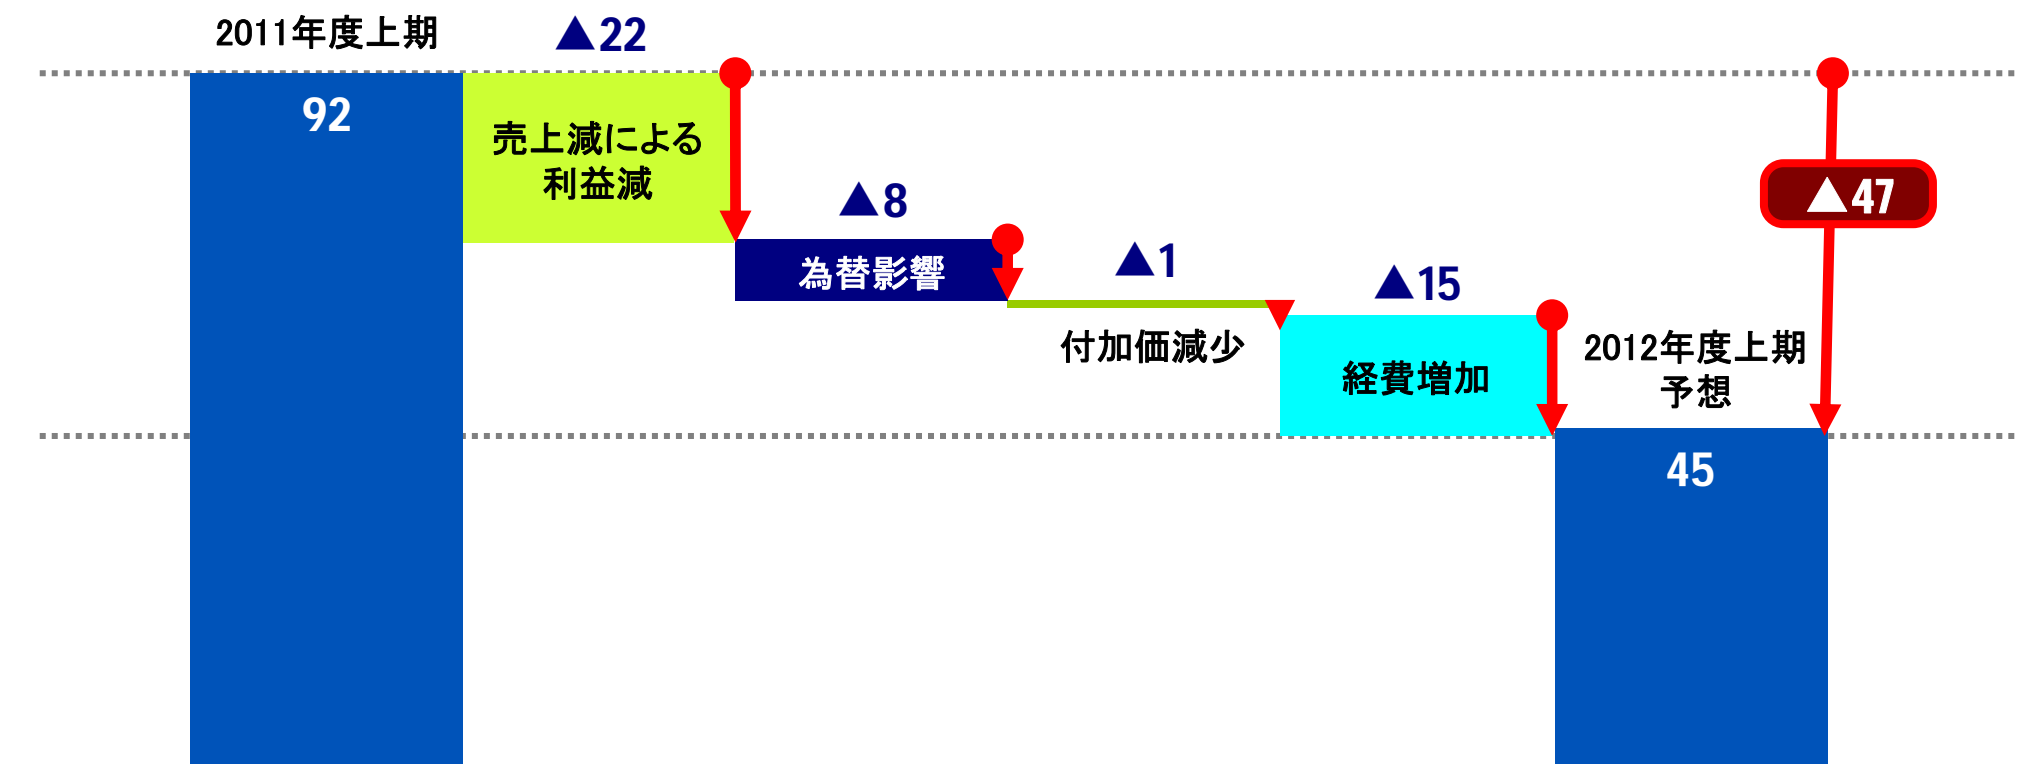 2011年度上期
▲22
92
売上減による
利益減
▲8
為替影響
▲1
付加価減少
▲15
経費増加
2012年度上期
予想
45
▲47